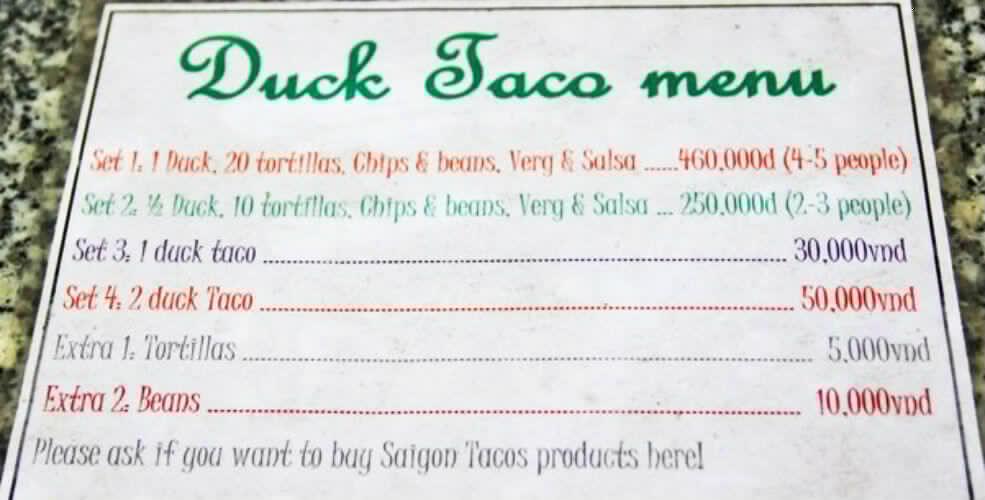 Duck Taco menu
Set 1: 1 Duck, 20 tortillas, Chips & beans, Verg & Salsa ......460,000d (4-5 people)
Set 2: ½ Duck, 10 tortillas, Chips & beans, Verg & Salsa ... 250,000d (2-3 people)
Set 3: 1 duck taco ........................................................................ 30,000vnd
Set 4: 2 duck Taco ........................................................................ 50,000vnd
Extra 1: Tortillas ........................................................................ 5,000vnd
Extra 2: Beans ........................................................................ 10,000vnd
Please ask if you want to buy Saigon Tacos products here!